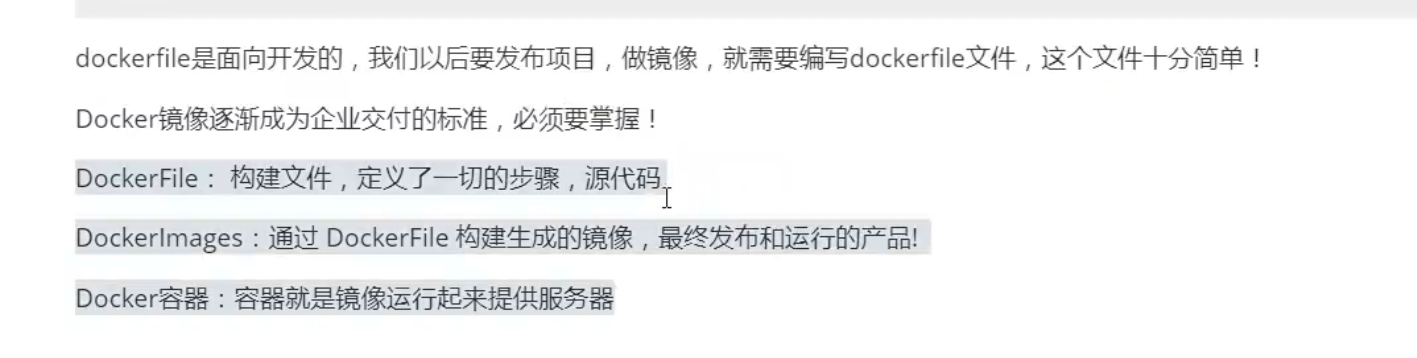 dockerfile是面向开发的，我们以后要发布项目，做镜像，就需要编写dockerfile文件，这个文件十分简单！
Docker镜像逐渐成为企业交付的标准，必须要掌握！
DockerFile： 构建文件，定义了一切的步骤，源代码
DockerImages：通过 DockerFile 构建生成的镜像，最终发布和运行的产品!
Docker容器：容器就是镜像运行起来提供服务器